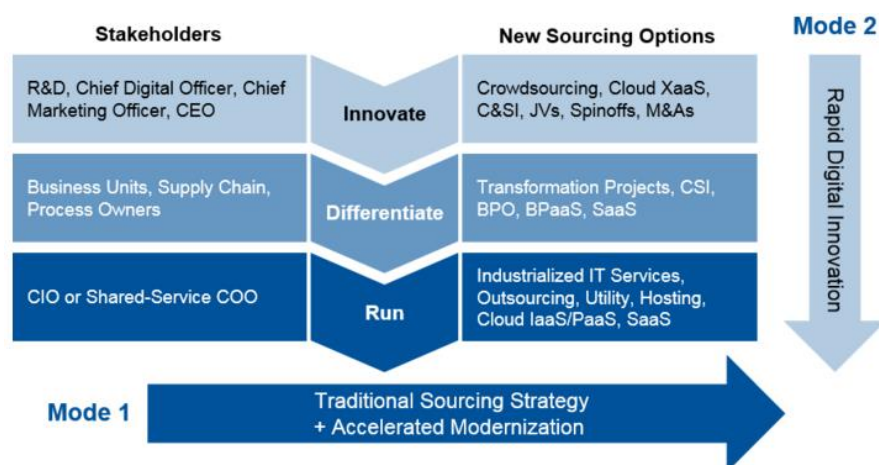 Stakeholders
New Sourcing Options
Mode 2
R&D, Chief Digital Officer, Chief
Marketing Officer, CEO
Innovate
Crowdsourcing, Cloud XaaS,
C&SI, JVs, Spinoffs, M&As
Business Units, Supply Chain,
Process Owners
Differentiate
Transformation Projects, CSI,
BPO, BPaaS, SaaS
CIO or Shared-Service COO
Run
Industrialized IT Services,
Outsourcing, Utility, Hosting,
Cloud IaaS/PaaS, SaaS
Rapid Digital Innovation
Mode 1
Traditional Sourcing Strategy
+ Accelerated Modernization